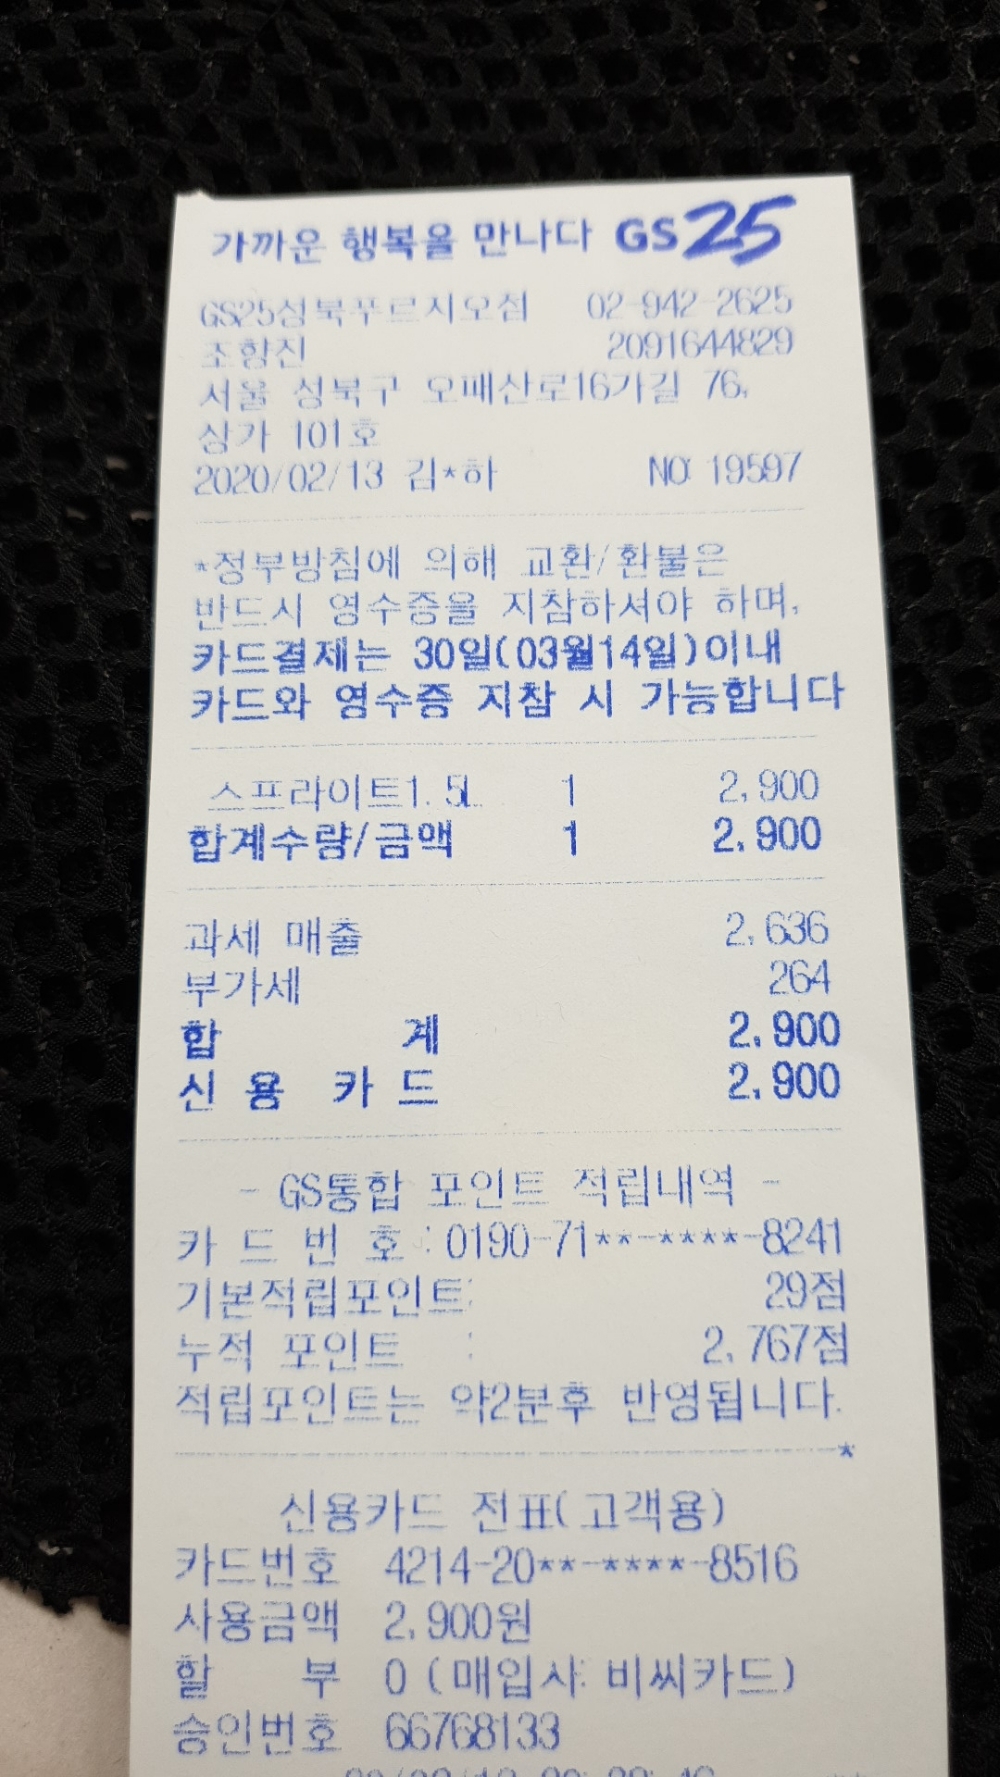 가까운 행복을 만나다 GS25
GS25성북푸르지오점 02-942-2625
조항진 2091644829
서울 성북구 오패산로16가길 76,
상가 101호
2020/02/13 김*하 NO: 19597
*정부방침에 의해 교환/환불은
반드시 영수증을 지참하셔야 하며,
카드결제는 30일(03월14일)이내
카드와 영수증 지참 시 가능합니다
스프라이트1.5L 1 2,900
합계수량/금액 1 2,900
과세 매출 2,636
부가세 264
합 계 2,900
신 용 카 드 2,900
- GS통합 포인트 적립내역 -
카 드 번 호 : 0190-71**-****-8241
기본적립포인트: 29점
누적 포인트 : 2,767점
적립포인트는 약2분후 반영됩니다.
*
신용카드 전표(고객용)
카드번호 4214-20**-****-8516
사용금액 2,900원
할 부 0 (매입사: 비씨카드)
승인번호 66768133